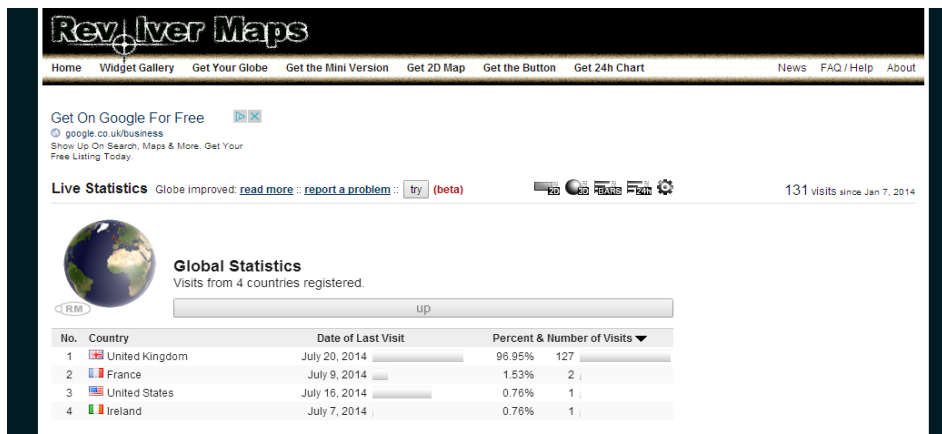 Revolver Maps
Home Widget Gallery Get Your Globe Get the Mini Version Get 2D Map Get the Button Get 24h Chart News FAQ / Help About
Get On Google For Free
google.co.uk/business
Show Up On Search, Maps & More. Get Your
Free Listing Today.
Live Statistics Globe improved: read more :: report a problem :: try (beta) 2D 3D BARS 24h 131 visits since Jan 7, 2014
Global Statistics
Visits from 4 countries registered.
RM
up
No. Country Date of Last Visit Percent & Number of Visits
1 United Kingdom July 20, 2014 96.95% 127
2 France July 9, 2014 1.53% 2
3 United States July 16, 2014 0.76% 1
4 Ireland July 7, 2014 0.76% 1